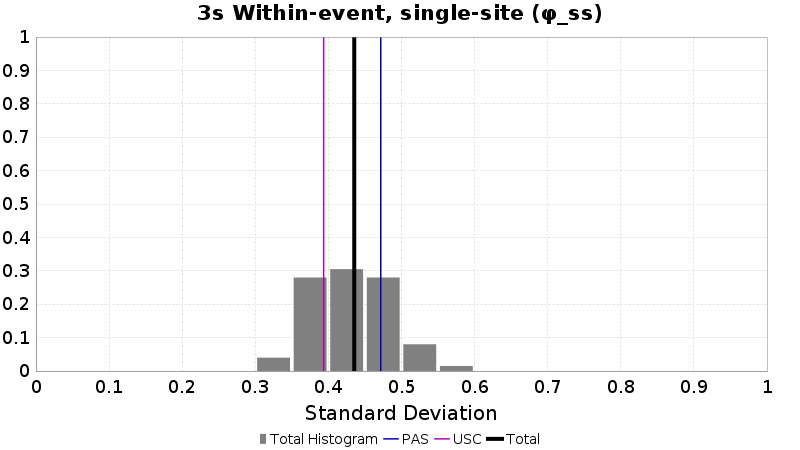 3s Within-event, single-site (φ_ss)
1
0.9
0.8
0.7
0.6
0.5
0.4
0.3
0.2
0.1
0
0 0.1 0.2 0.3 0.4 0.5 0.6 0.7 0.8 0.9 1
Standard Deviation
Total Histogram PAS USC Total